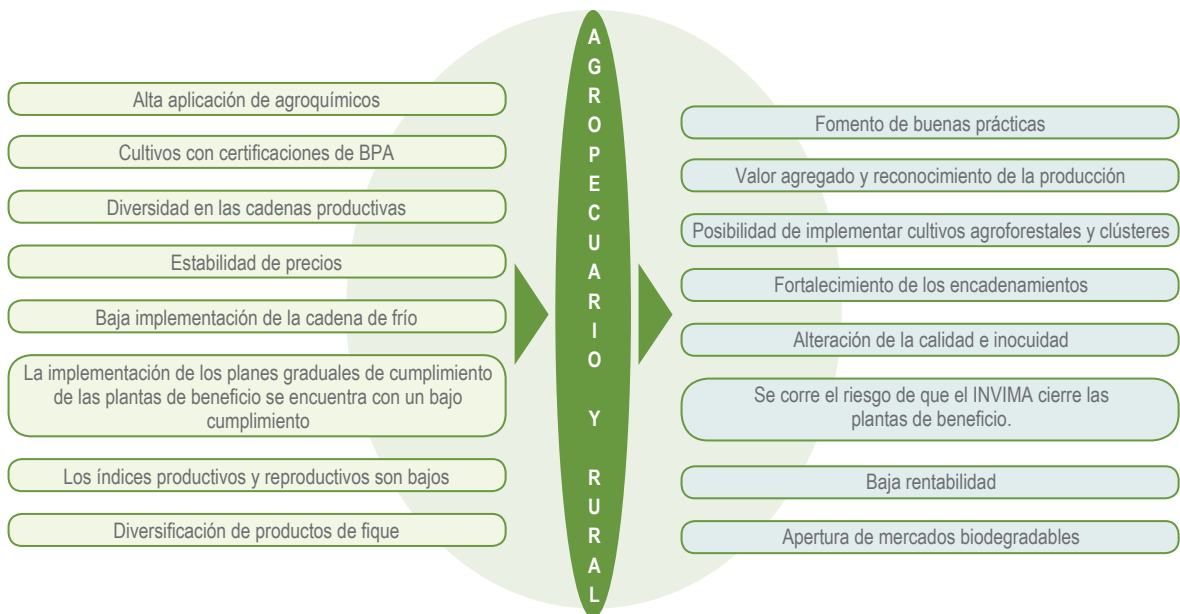 Alta aplicación de agroquímicos
Cultivos con certificaciones de BPA
Diversidad en las cadenas productivas
Estabilidad de precios
Baja implementación de la cadena de frío
La implementación de los planes graduales de cumplimiento
de las plantas de beneficio se encuentra con un bajo
cumplimiento
Los índices productivos y reproductivos son bajos
Diversificación de productos de fique
AGROPECUARIO Y RURAL
Fomento de buenas prácticas
Valor agregado y reconocimiento de la producción
Posibilidad de implementar cultivos agroforestales y clústeres
Fortalecimiento de los encadenamientos
Alteración de la calidad e inocuidad
Se corre el riesgo de que el INVIMA cierre las
plantas de beneficio.
Baja rentabilidad
Apertura de mercados biodegradables